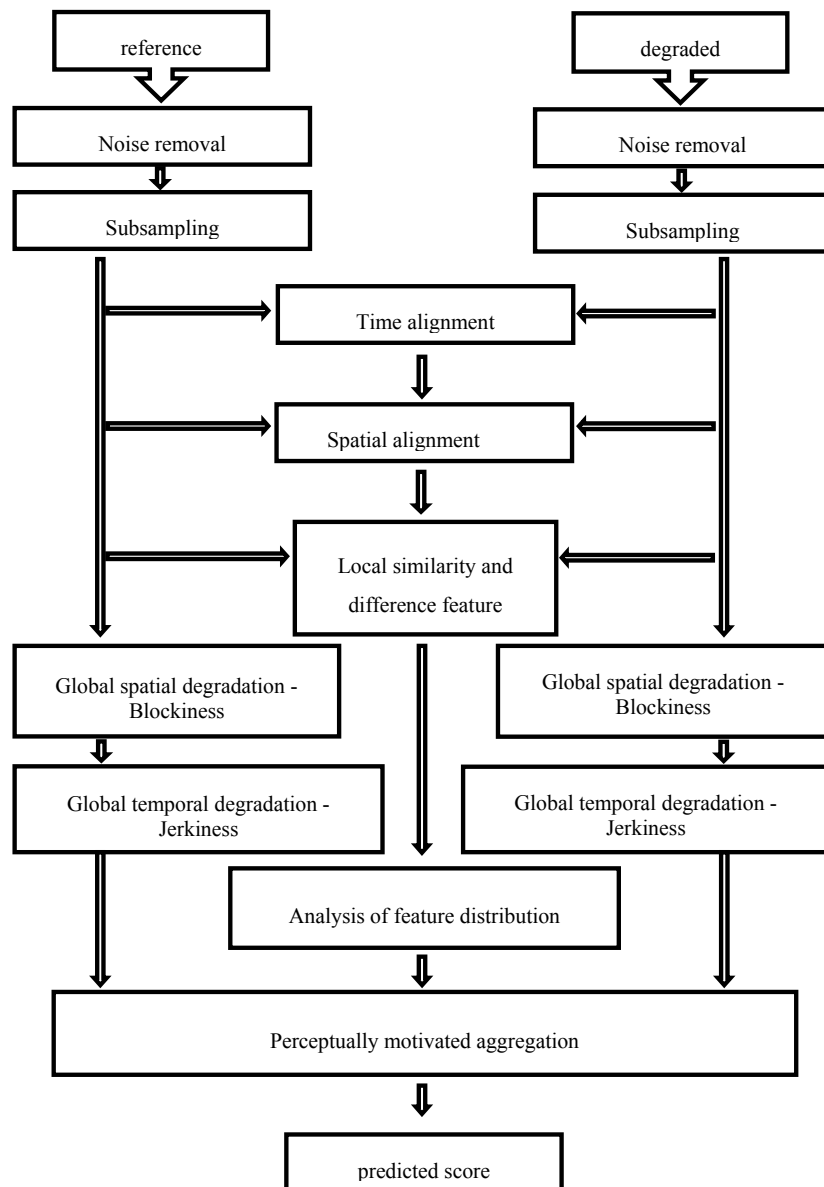 reference
degraded
Noise removal
Noise removal
Subsampling
Subsampling
Time alignment
Spatial alignment
Local similarity and
difference feature
Global spatial degradation -
Blockiness
Global spatial degradation -
Blockiness
Global temporal degradation -
Jerkiness
Global temporal degradation -
Jerkiness
Analysis of feature distribution
Perceptually motivated aggregation
predicted score